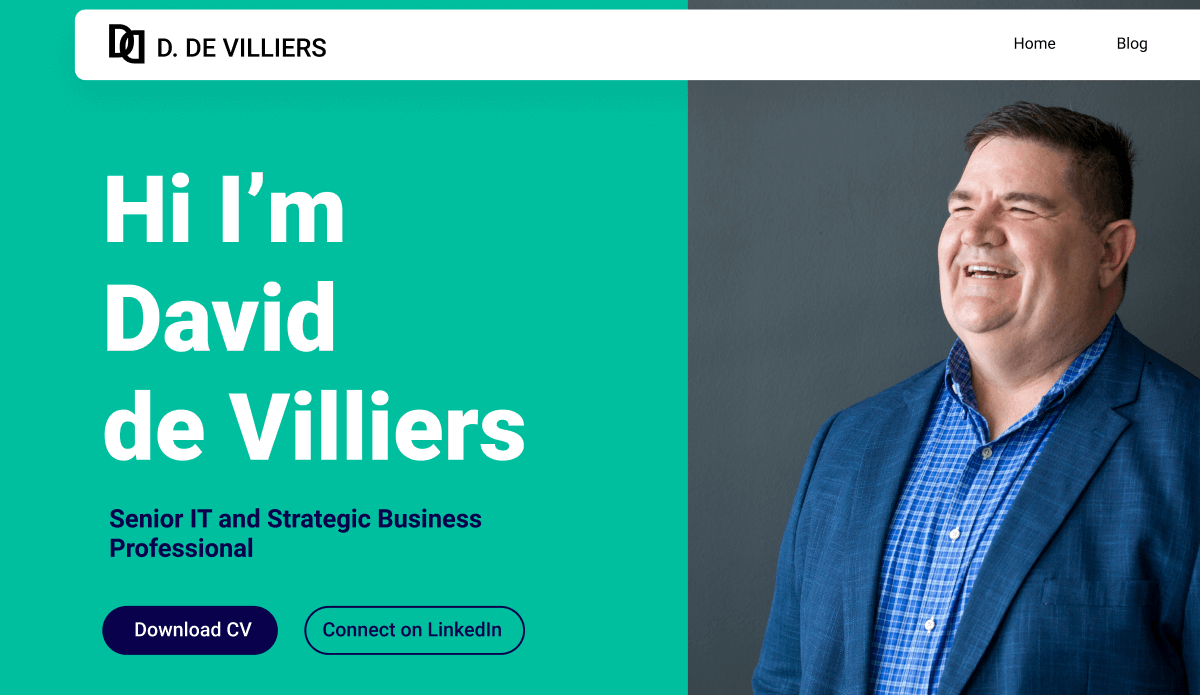 D. DE VILLIERS
Home
Blog
Hi I’m
David
de Villiers
Senior IT and Strategic Business
Professional
Download CV
Connect on LinkedIn